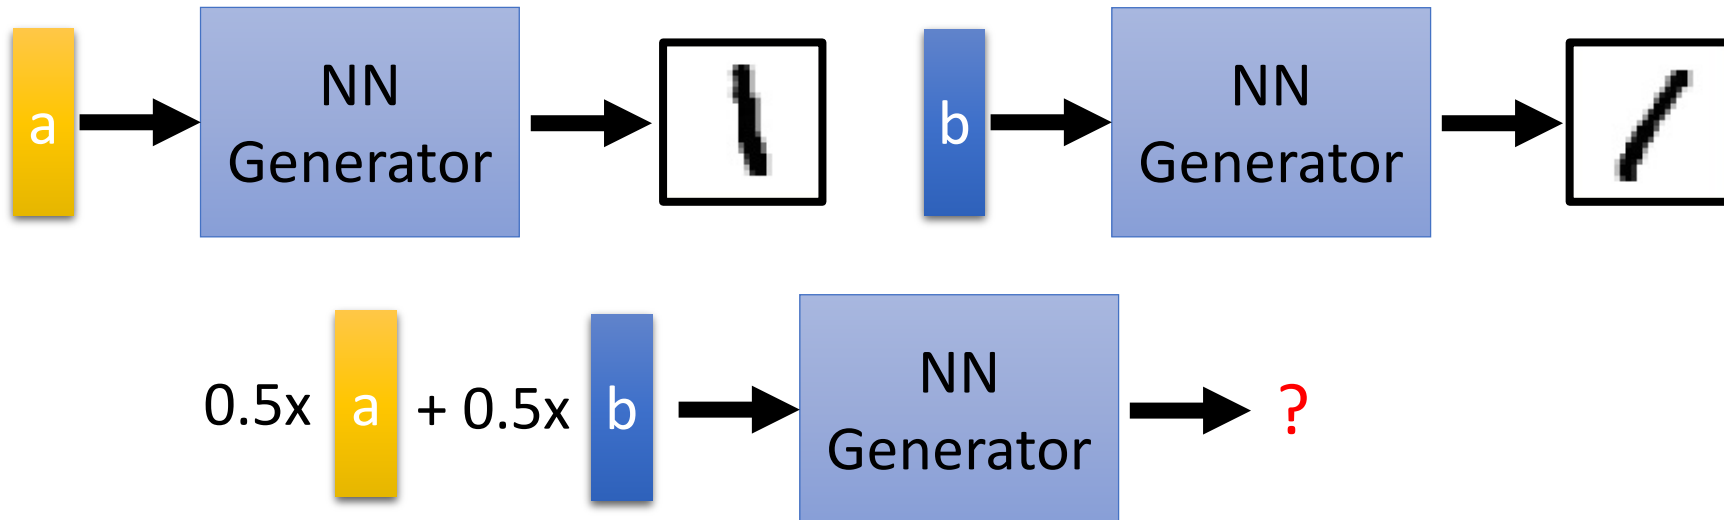 a
NN
Generator
b
NN
Generator
0.5x a + 0.5x b
NN
Generator
?